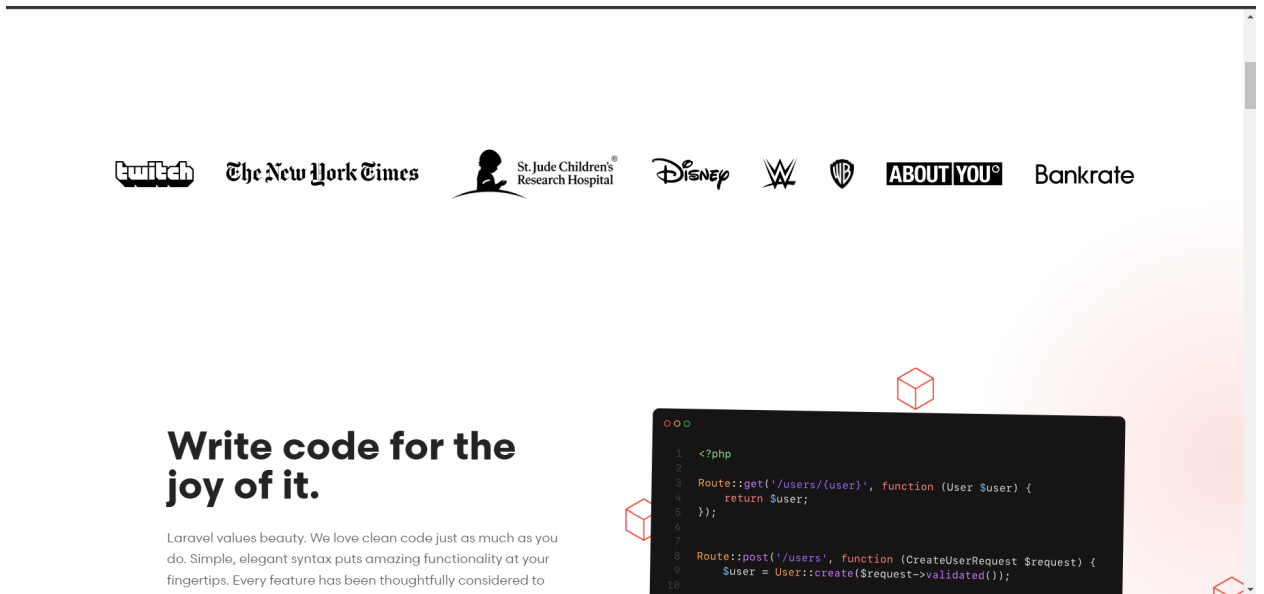 twitch
The New York Times
St. Jude Children's®
Research Hospital
Disney
WW
WB
ABOUT YOU°
Bankrate
Write code for the
joy of it.
Laravel values beauty. We love clean code just as much as you
do. Simple, elegant syntax puts amazing functionality at your
fingertips. Every feature has been thoughtfully considered to
1 <?php
2
3 Route::get('/users/{user}', function (User $user) {
4 return $user;
5 });
6
7
8 Route::post('/users', function (CreateUserRequest $request) {
9 $user = User::create($request->validated());
10